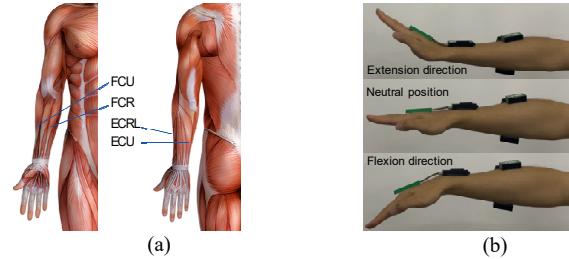 FCU
FCR
ECRL
ECU
(a)
Extension direction
Neutral position
Flexion direction
(b)